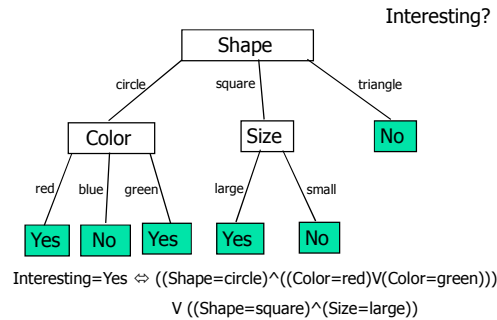 Interesting?
Shape
circle square triangle
Color Size No
red blue green large small
Yes No Yes Yes No
Interesting=Yes ⇔ ((Shape=circle)^((Color=red)V(Color=green)))
V ((Shape=square)^(Size=large))